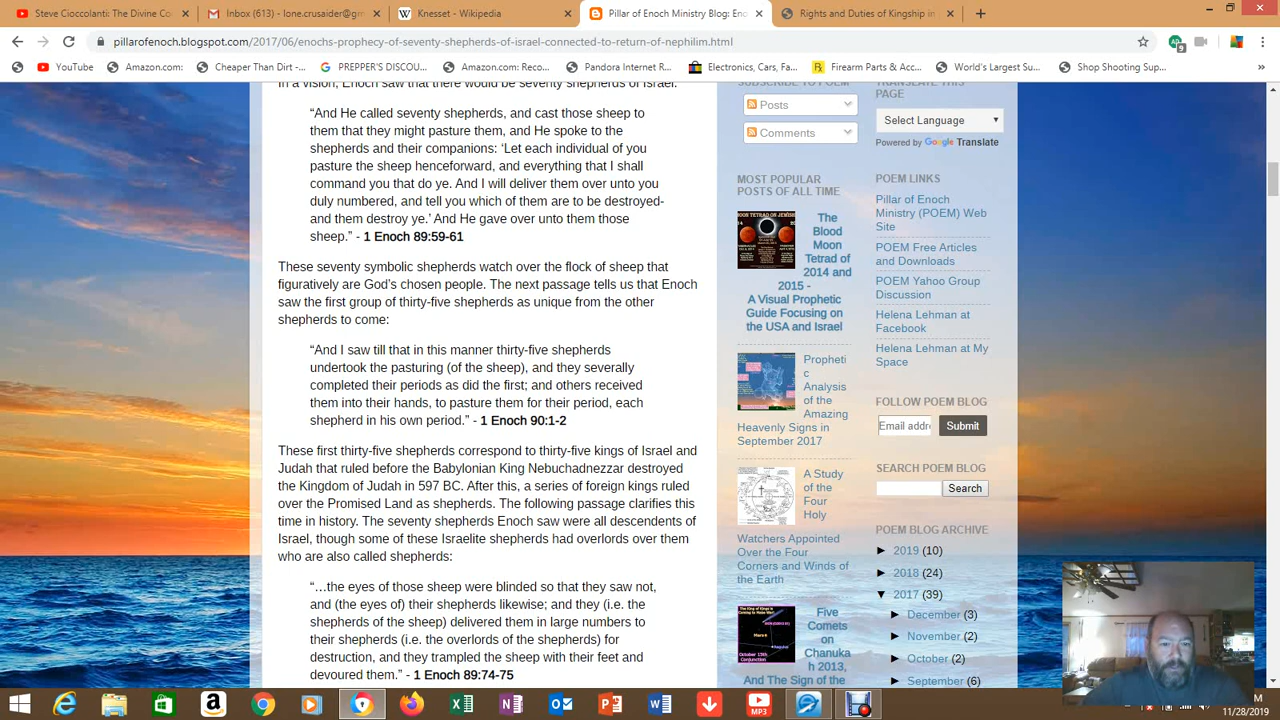 Steve Cioccolanti: The Divine Co
Inbox (613) - lone.crusaider@gm
Knesset - Wikipedia
Pillar of Enoch Ministry Blog: Eno
Rights and Duties of Kingship in
pillarofenoch.blogspot.com/2017/06/enochs-prophecy-of-seventy-shepherds-of-israel-connected-to-return-of-nephilim.html
YouTube
Amazon.com:
Cheaper Than Dirt -...
PREPPER'S DISCOU...
Amazon.com: Reco...
Pandora Internet R...
Electronics, Cars, Fa...
Firearm Parts & Acc...
World's Largest Su...
Shop Shooting Sup...
In a vision, Enoch saw that there would be seventy shepherds of Israel:
“And He called seventy shepherds, and cast those sheep to
them that they might pasture them, and He spoke to the
shepherds and their companions: ‘Let each individual of you
pasture the sheep henceforward, and everything that I shall
command you that do ye. And I will deliver them over unto you
duly numbered, and tell you which of them are to be destroyed-
and them destroy ye.’ And He gave over unto them those
sheep.” - 1 Enoch 89:59-61
These seventy symbolic shepherds watch over the flock of sheep that
figuratively are God’s chosen people. The next passage tells us that Enoch
saw the first group of thirty-five shepherds as unique from the other
shepherds to come:
“And I saw till that in this manner thirty-five shepherds
undertook the pasturing (of the sheep), and they severally
completed their periods as did the first; and others received
them into their hands, to pasture them for their period, each
shepherd in his own period.” - 1 Enoch 90:1-2
These first thirty-five shepherds correspond to thirty-five kings of Israel and
Judah that ruled before the Babylonian King Nebuchadnezzar destroyed
the Kingdom of Judah in 597 BC. After this, a series of foreign kings ruled
over the Promised Land as shepherds. The following passage clarifies this
time in history. The seventy shepherds Enoch saw were all descendents of
Israel, though some of these Israelite shepherds had overlords over them
who are also called shepherds:
“…the eyes of those sheep were blinded so that they saw not,
and (the eyes of) their shepherds likewise; and they (i.e. the
shepherds of the sheep) delivered them in large numbers to
their shepherds (i.e. the overlords of the shepherds) for
destruction, and they trampled the sheep with their feet and
devoured them.” - 1 Enoch 89:74-75
SUBSCRIBE TO POEM
Posts
Comments
MOST POPULAR
POSTS OF ALL TIME
The
Blood
Moon
Tetrad of
2014 and
2015 -
A Visual Prophetic
Guide Focusing on
the USA and Israel
Propheti
c
Analysis
of the
Amazing
Heavenly Signs in
September 2017
A Study
of the
Four
Holy
Watchers Appointed
Over the Four
Corners and Winds of
the Earth
Five
Comets
on
Chanuka
h 2013,
And The Sign of the
TRANSLATE THIS
PAGE
Select Language
Powered by Google Translate
POEM LINKS
Pillar of Enoch
Ministry (POEM) Web
Site
POEM Free Articles
and Downloads
POEM Yahoo Group
Discussion
Helena Lehman at
Facebook
Helena Lehman at My
Space
FOLLOW POEM BLOG
Email addre
Submit
SEARCH POEM BLOG
Search
POEM BLOG ARCHIVE
► 2019 (10)
► 2018 (24)
▼ 2017 (39)
► December (3)
► November (2)
► October (2)
► September (6)
MP3
11/28/2019